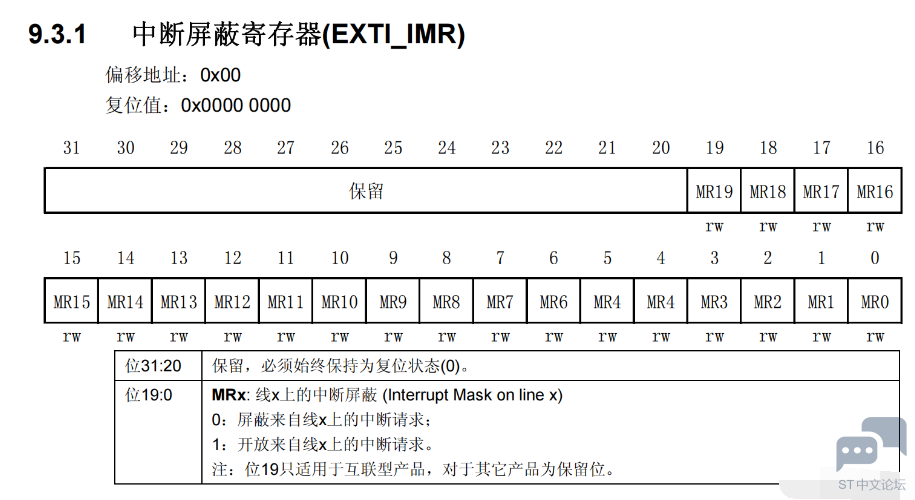 9.3.1 中断屏蔽寄存器(EXTI_IMR)
偏移地址：0x00
复位值：0x0000 0000
31 30 29 28 27 26 25 24 23 22 21 20 19 18 17 16
保留 MR19 MR18 MR17 MR16
rw rw rw rw
15 14 13 12 11 10 9 8 7 6 5 4 3 2 1 0
MR15 MR14 MR13 MR12 MR11 MR10 MR9 MR8 MR7 MR6 MR4 MR4 MR3 MR2 MR1 MR0
rw rw rw rw rw rw rw rw rw rw rw rw rw rw rw rw
位31:20 保留，必须始终保持为复位状态(0)。
位19:0 MRx: 线x上的中断屏蔽 (Interrupt Mask on line x)
0：屏蔽来自线x上的中断请求；
1：开放来自线x上的中断请求。
注：位19只适用于互联型产品，对于其它产品为保留位。
ST中文论坛